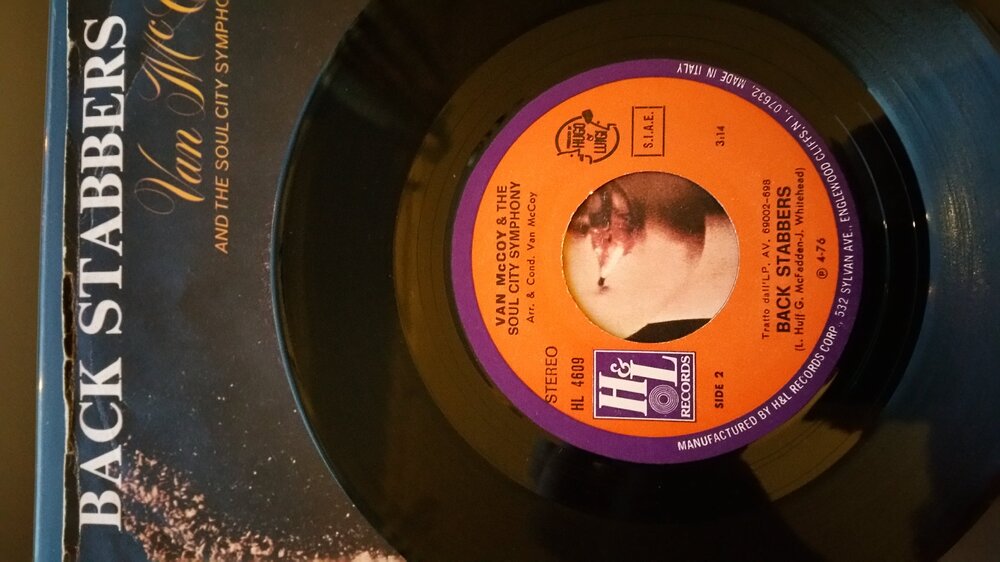 BACK STABBERS
Van McC
AND THE SOUL CITY SYMPHO
VAN McCOY & THE
SOUL CITY SYMPHONY
Arr. & Cond. Van McCoy
HUGO
&
LUIGI
S.I.A.E.
STEREO
HL 4609
H&L
RECORDS
SIDE 2
3:14
Tratto dall'LP. AV. 69002-698
BACK STABBERS
(L. Huff G. McFadden-J. Whitehead)
℗ 4-76
MANUFACTURED BY H&L RECORDS CORP., 532 SYLVAN AVE., ENGLEWOOD CLIFFS, N.J., 07632, MADE IN ITALY